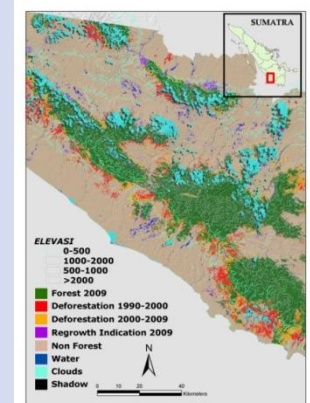 SUMATRA
ELEVASI
0-500
1000-2000
500-1000
>2000
Forest 2009
Deforestation 1990-2000
Deforestation 2000-2009
Regrowth Indication 2009
Non Forest
Water
Clouds
Shadow
N
0 10 20 40
Kilometers